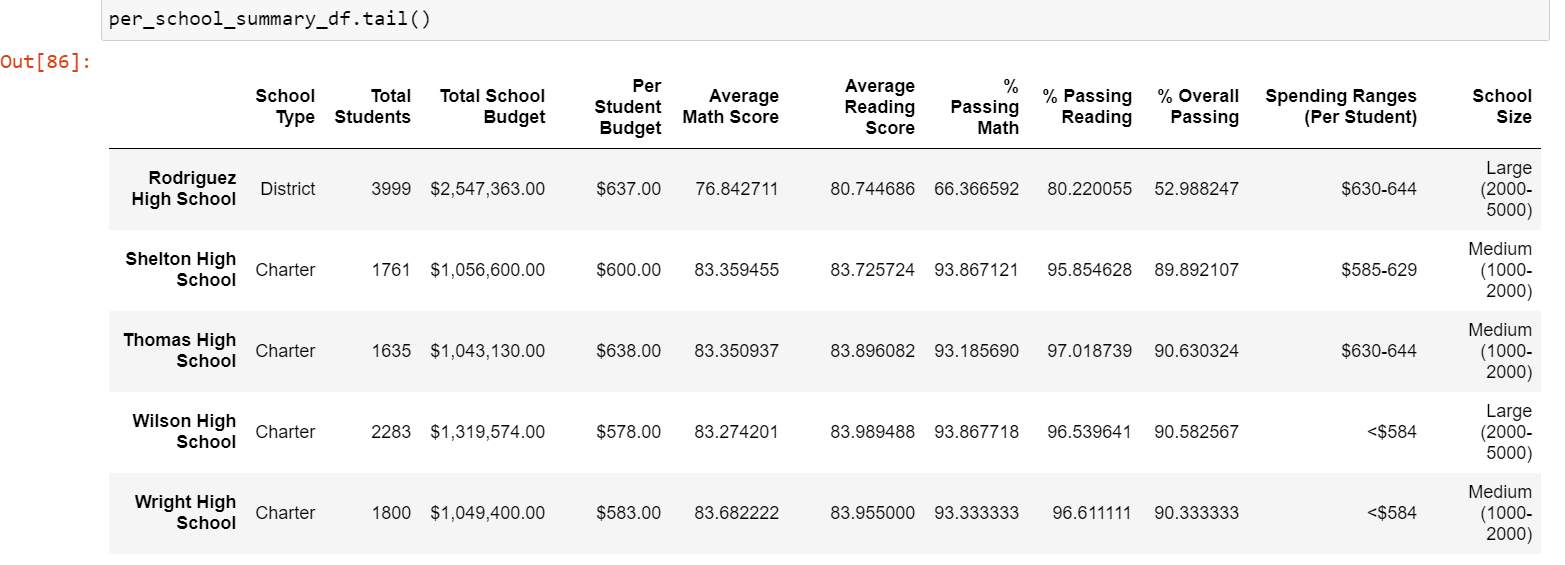 per_school_summary_df.tail()
Out[86]:
School Type Total Students Total School Budget Per Student Budget Average Math Score Average Reading Score % Passing Math % Passing Reading % Overall Passing Spending Ranges (Per Student) School Size
Rodriguez High School District 3999 $2,547,363.00 $637.00 76.842711 80.744686 66.366592 80.220055 52.988247 $630-644 Large (2000-5000)
Shelton High School Charter 1761 $1,056,600.00 $600.00 83.359455 83.725724 93.867121 95.854628 89.892107 $585-629 Medium (1000-2000)
Thomas High School Charter 1635 $1,043,130.00 $638.00 83.350937 83.896082 93.185690 97.018739 90.630324 $630-644 Medium (1000-2000)
Wilson High School Charter 2283 $1,319,574.00 $578.00 83.274201 83.989488 93.867718 96.539641 90.582567 <$584 Large (2000-5000)
Wright High School Charter 1800 $1,049,400.00 $583.00 83.682222 83.955000 93.333333 96.611111 90.333333 <$584 Medium (1000-2000)